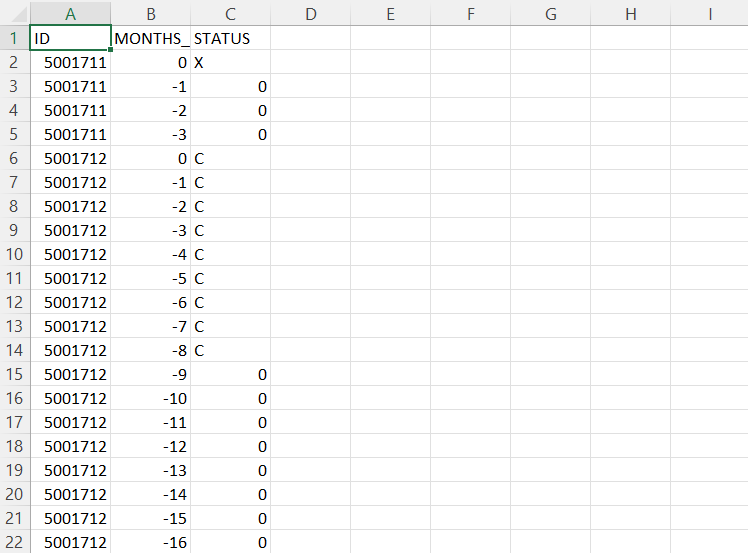 A B C D E F G H I
1 ID MONTHS_ STATUS
2 5001711 0 X
3 5001711 -1 0
4 5001711 -2 0
5 5001711 -3 0
6 5001712 0 C
7 5001712 -1 C
8 5001712 -2 C
9 5001712 -3 C
10 5001712 -4 C
11 5001712 -5 C
12 5001712 -6 C
13 5001712 -7 C
14 5001712 -8 C
15 5001712 -9 0
16 5001712 -10 0
17 5001712 -11 0
18 5001712 -12 0
19 5001712 -13 0
20 5001712 -14 0
21 5001712 -15 0
22 5001712 -16 0